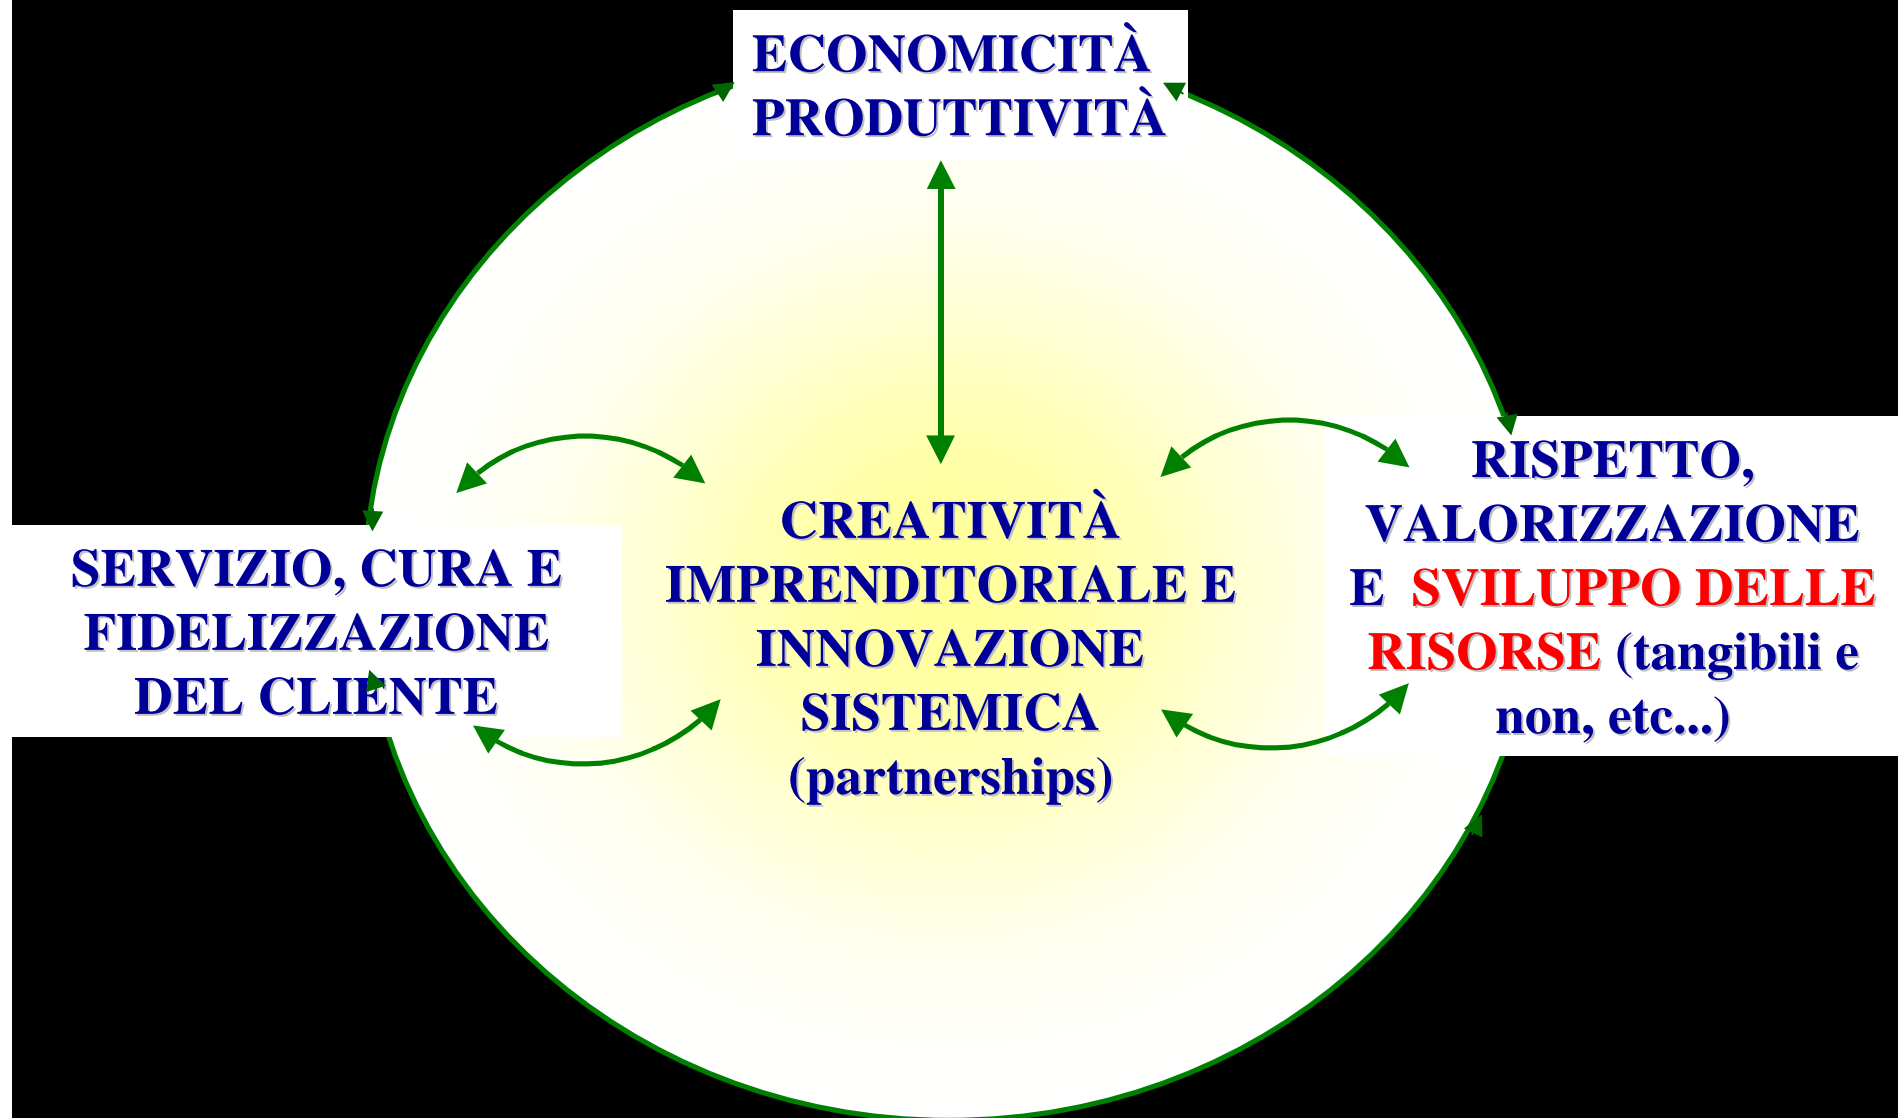 ECONOMICITÀ
PRODUTTIVITÀ
SERVIZIO, CURA E
FIDELIZZAZIONE
DEL CLIENTE
CREATIVITÀ
IMPRENDITORIALE E
INNOVAZIONE
SISTEMICA
(partnerships)
RISPETTO,
VALORIZZAZIONE
E SVILUPPO DELLE
RISORSE (tangibili e
non, etc...)